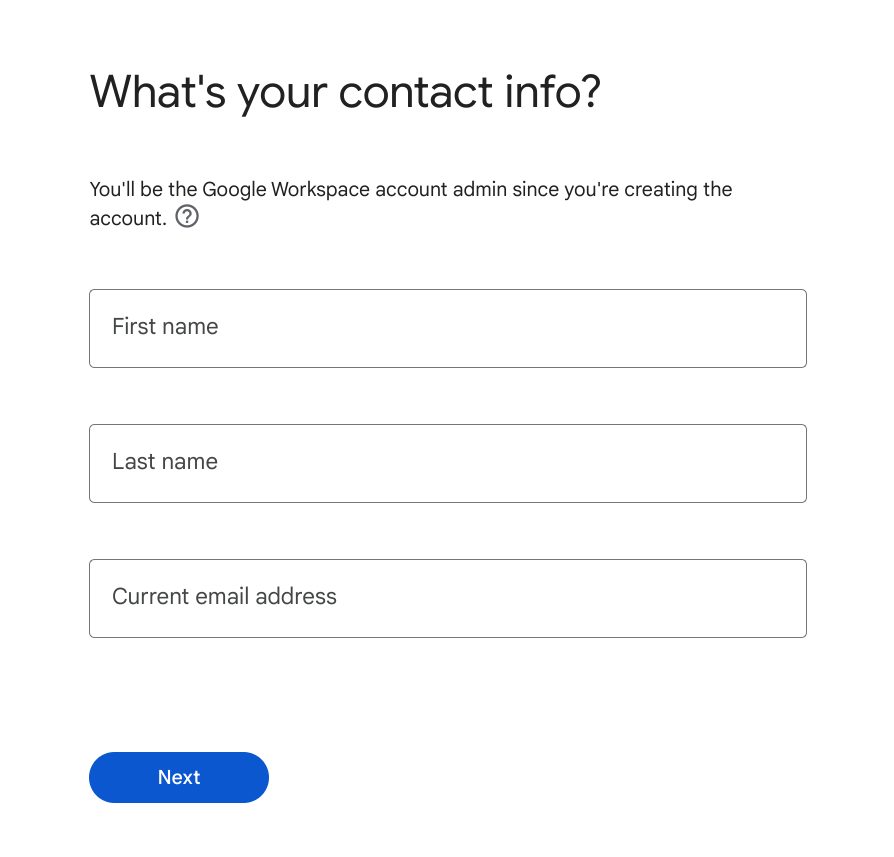 What's your contact info?
You'll be the Google Workspace account admin since you're creating the
account. ?
First name
Last name
Current email address
Next